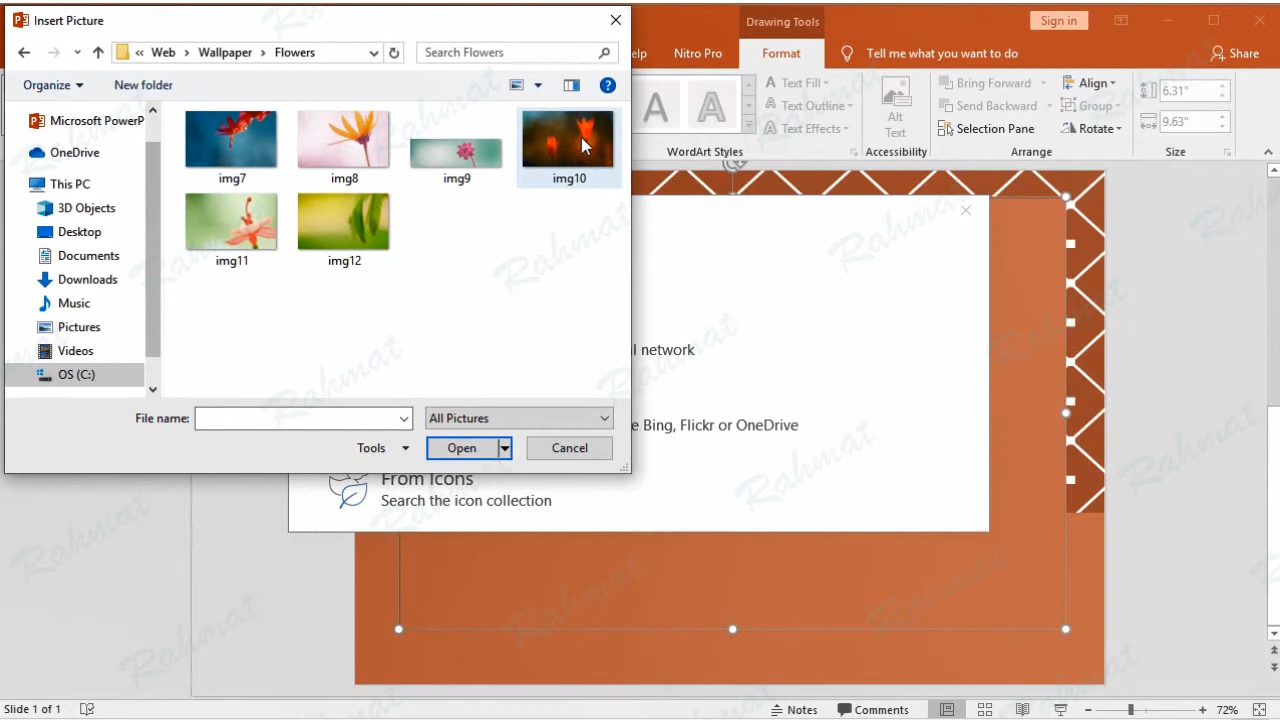 Insert Picture
Drawing Tools
Sign in
Web
Wallpaper
Flowers
Search Flowers
Nitro Pro
Format
Tell me what you want to do
Share
Organize
New folder
Text Fill
Text Outline
Text Effects
WordArt Styles
Alt
Text
Accessibility
Bring Forward
Send Backward
Selection Pane
Align
Group
Rotate
Arrange
6.31"
9.63"
Size
Microsoft PowerP
OneDrive
This PC
3D Objects
Desktop
Documents
Downloads
Music
Pictures
Videos
OS (C:)
img7
img8
img9
img10
img11
img12
File name:
All Pictures
Tools
Open
Cancel
l network
e Bing, Flickr or OneDrive
From Icons
Search the icon collection
Slide 1 of 1
Notes
Comments
72%
Rahmat